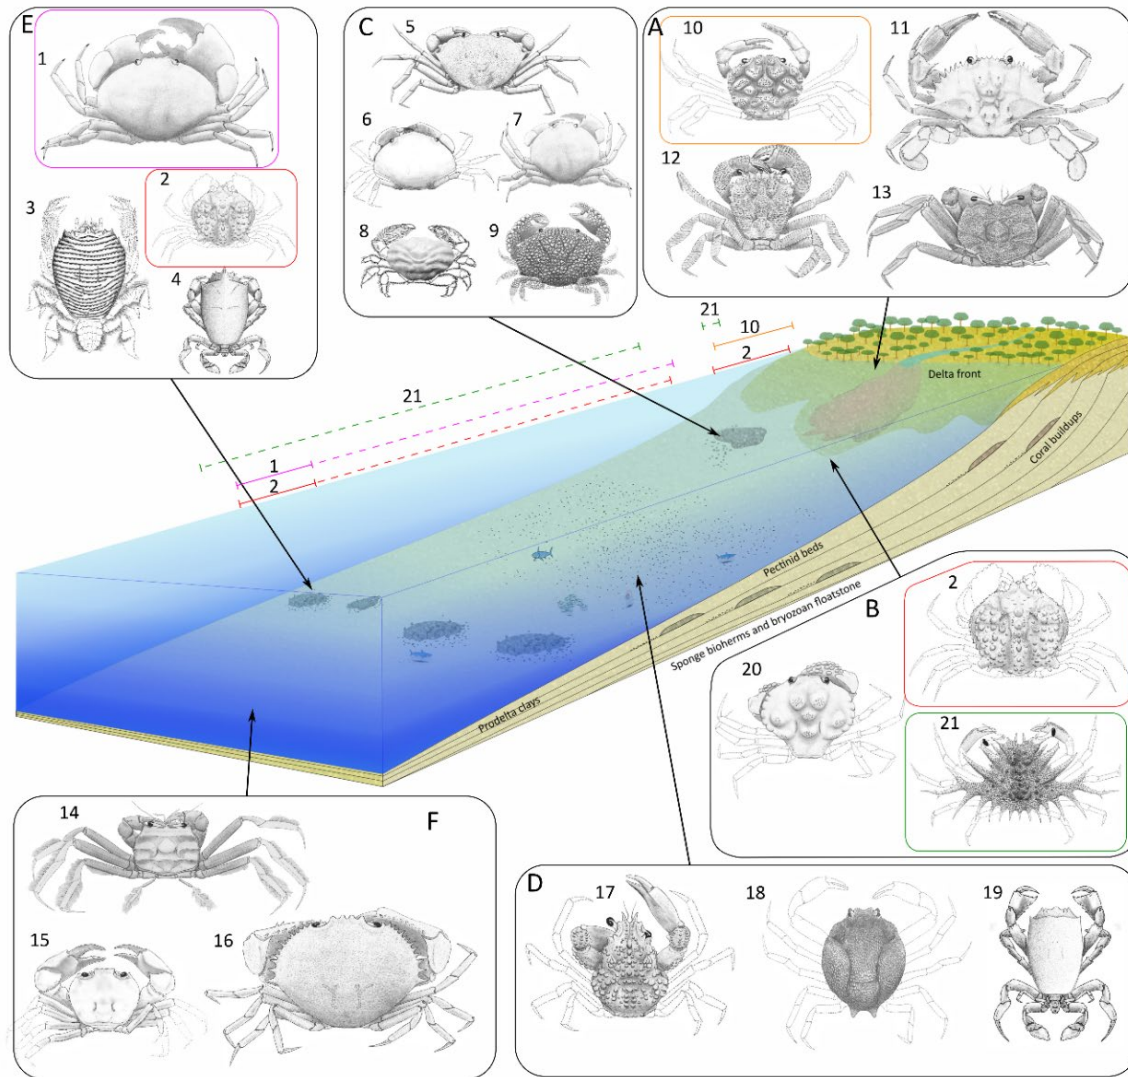 E
1
2
3
4
C
5
6
7
8
9
A
10
11
12
13
21
10
2
Delta front
21
1
2
Coral buildups
Pectinid beds
Sponge bioherms and bryozoan floatstone
Prodelta clays
B
2
20
21
14
F
15
16
D
17
18
19